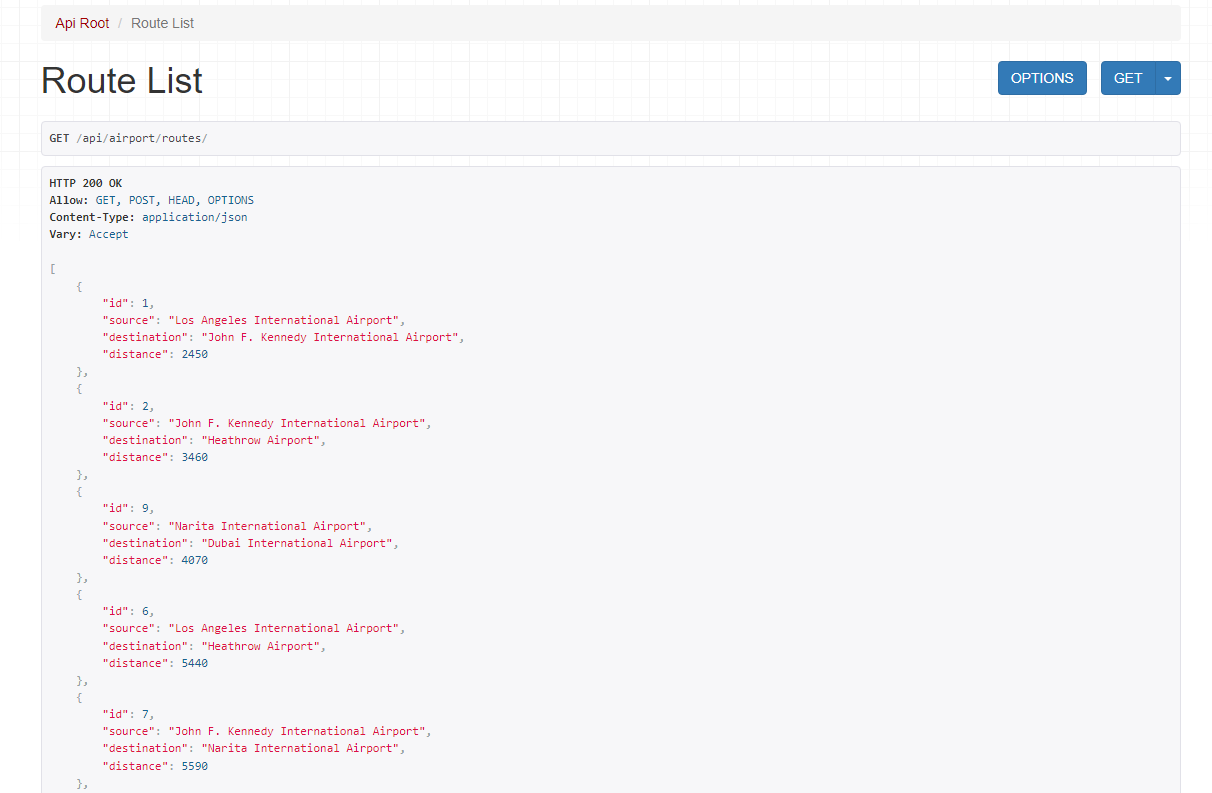 Api Root / Route List
Route List
OPTIONS GET
GET /api/airport/routes/
HTTP 200 OK
Allow: GET, POST, HEAD, OPTIONS
Content-Type: application/json
Vary: Accept
[
    {
        "id": 1,
        "source": "Los Angeles International Airport",
        "destination": "John F. Kennedy International Airport",
        "distance": 2450
    },
    {
        "id": 2,
        "source": "John F. Kennedy International Airport",
        "destination": "Heathrow Airport",
        "distance": 3460
    },
    {
        "id": 9,
        "source": "Narita International Airport",
        "destination": "Dubai International Airport",
        "distance": 4070
    },
    {
        "id": 6,
        "source": "Los Angeles International Airport",
        "destination": "Heathrow Airport",
        "distance": 5440
    },
    {
        "id": 7,
        "source": "John F. Kennedy International Airport",
        "destination": "Narita International Airport",
        "distance": 5590
    },